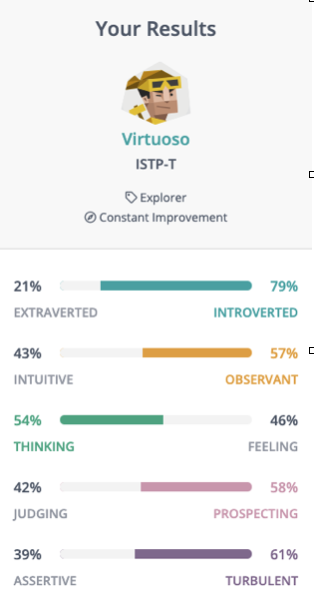 Your Results
Virtuoso
ISTP-T
Explorer
Constant Improvement
21% 79%
EXTRAVERTED INTROVERTED
43% 57%
INTUITIVE OBSERVANT
54% 46%
THINKING FEELING
42% 58%
JUDGING PROSPECTING
39% 61%
ASSERTIVE TURBULENT